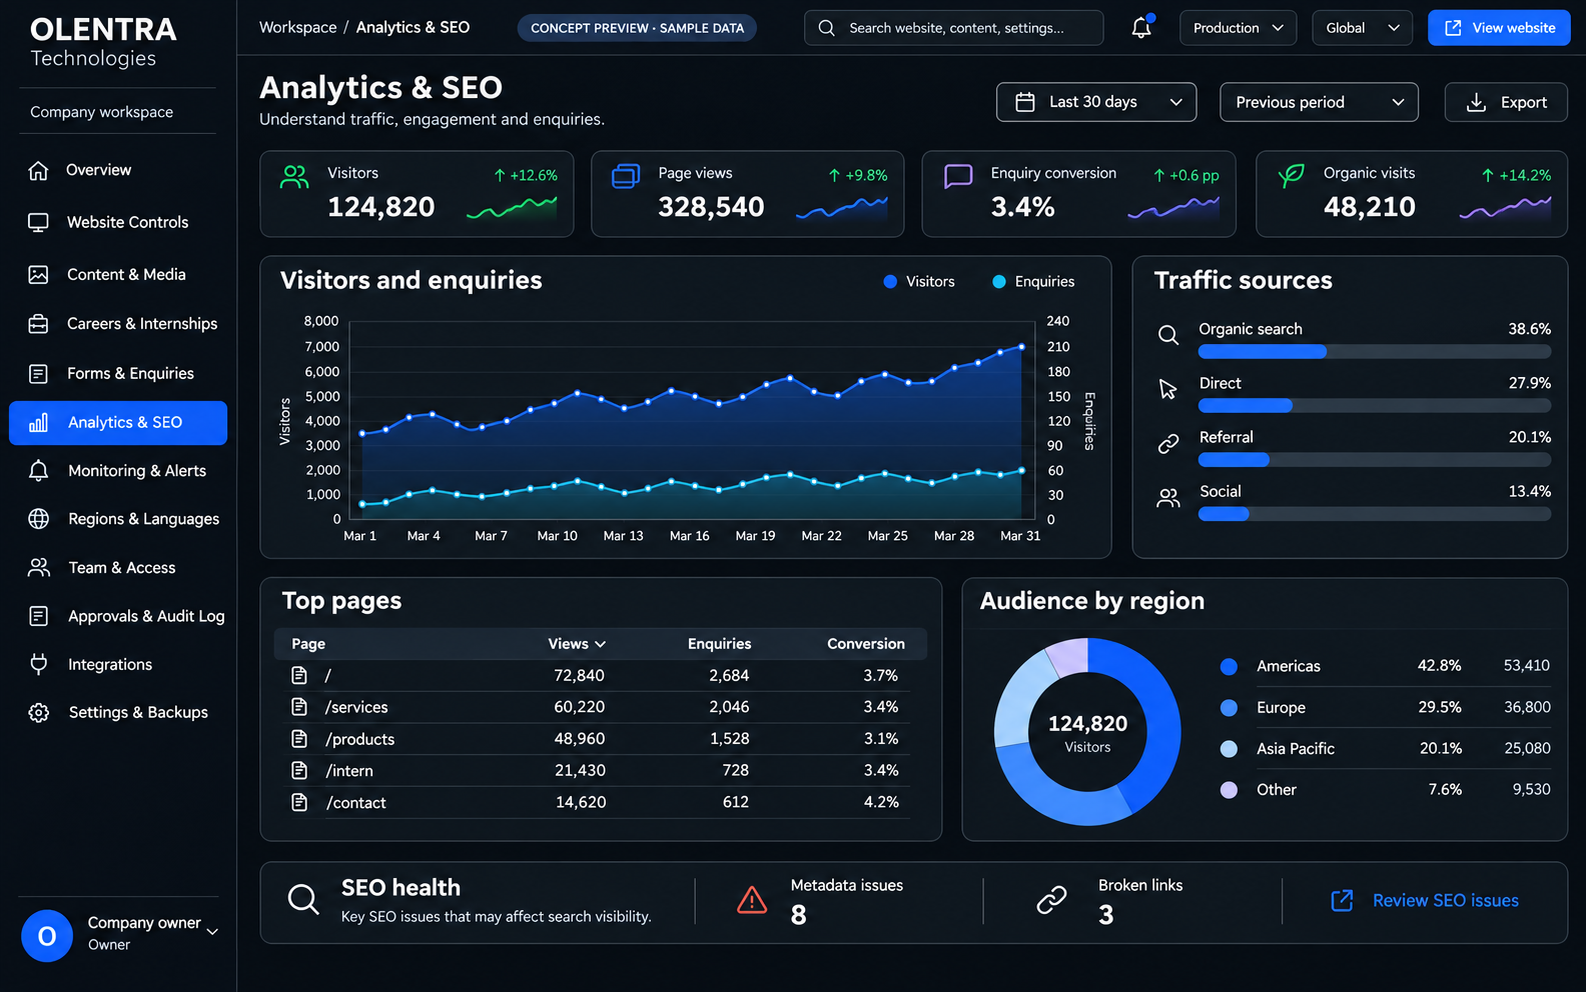 OLENTRA
Technologies
Company workspace
Overview
Website Controls
Content & Media
Careers & Internships
Forms & Enquiries
Analytics & SEO
Monitoring & Alerts
Regions & Languages
Team & Access
Approvals & Audit Log
Integrations
Settings & Backups
O
Company owner
Owner
Workspace / Analytics & SEO
CONCEPT PREVIEW · SAMPLE DATA
Search website, content, settings...
Production
Global
View website
Analytics & SEO
Understand traffic, engagement and enquiries.
Last 30 days
Previous period
Export
Visitors
↑ +12.6%
124,820
Page views
↑ +9.8%
328,540
Enquiry conversion
↑ +0.6 pp
3.4%
Organic visits
↑ +14.2%
48,210
Visitors and enquiries
Visitors
Enquiries
8,000
7,000
6,000
5,000
4,000
3,000
2,000
1,000
0
Visitors
240
210
180
150
120
90
60
30
0
Enquiries
Mar 1 Mar 4 Mar 7 Mar 10 Mar 13 Mar 16 Mar 19 Mar 22 Mar 25 Mar 28 Mar 31
Traffic sources
Organic search 38.6%
Direct 27.9%
Referral 20.1%
Social 13.4%
Top pages
Page Views Enquiries Conversion
/ 72,840 2,684 3.7%
/services 60,220 2,046 3.4%
/products 48,960 1,528 3.1%
/intern 21,430 728 3.4%
/contact 14,620 612 4.2%
Audience by region
124,820
Visitors
Americas 42.8% 53,410
Europe 29.5% 36,800
Asia Pacific 20.1% 25,080
Other 7.6% 9,530
SEO health
Key SEO issues that may affect search visibility.
Metadata issues
8
Broken links
3
Review SEO issues